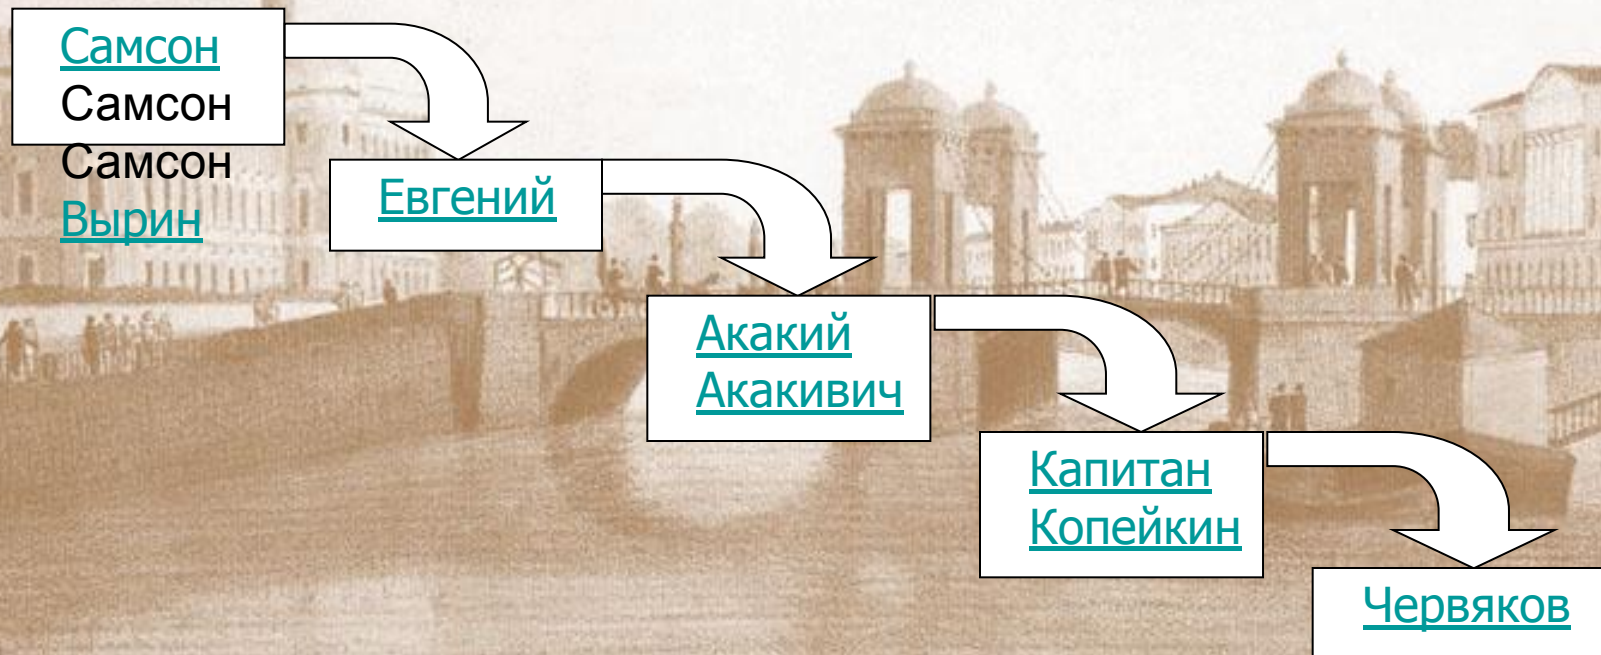 Самсон
Самсон
Самсон
Вырин
Евгений
Акакий
Акакивич
Капитан
Копейкин
Червяков